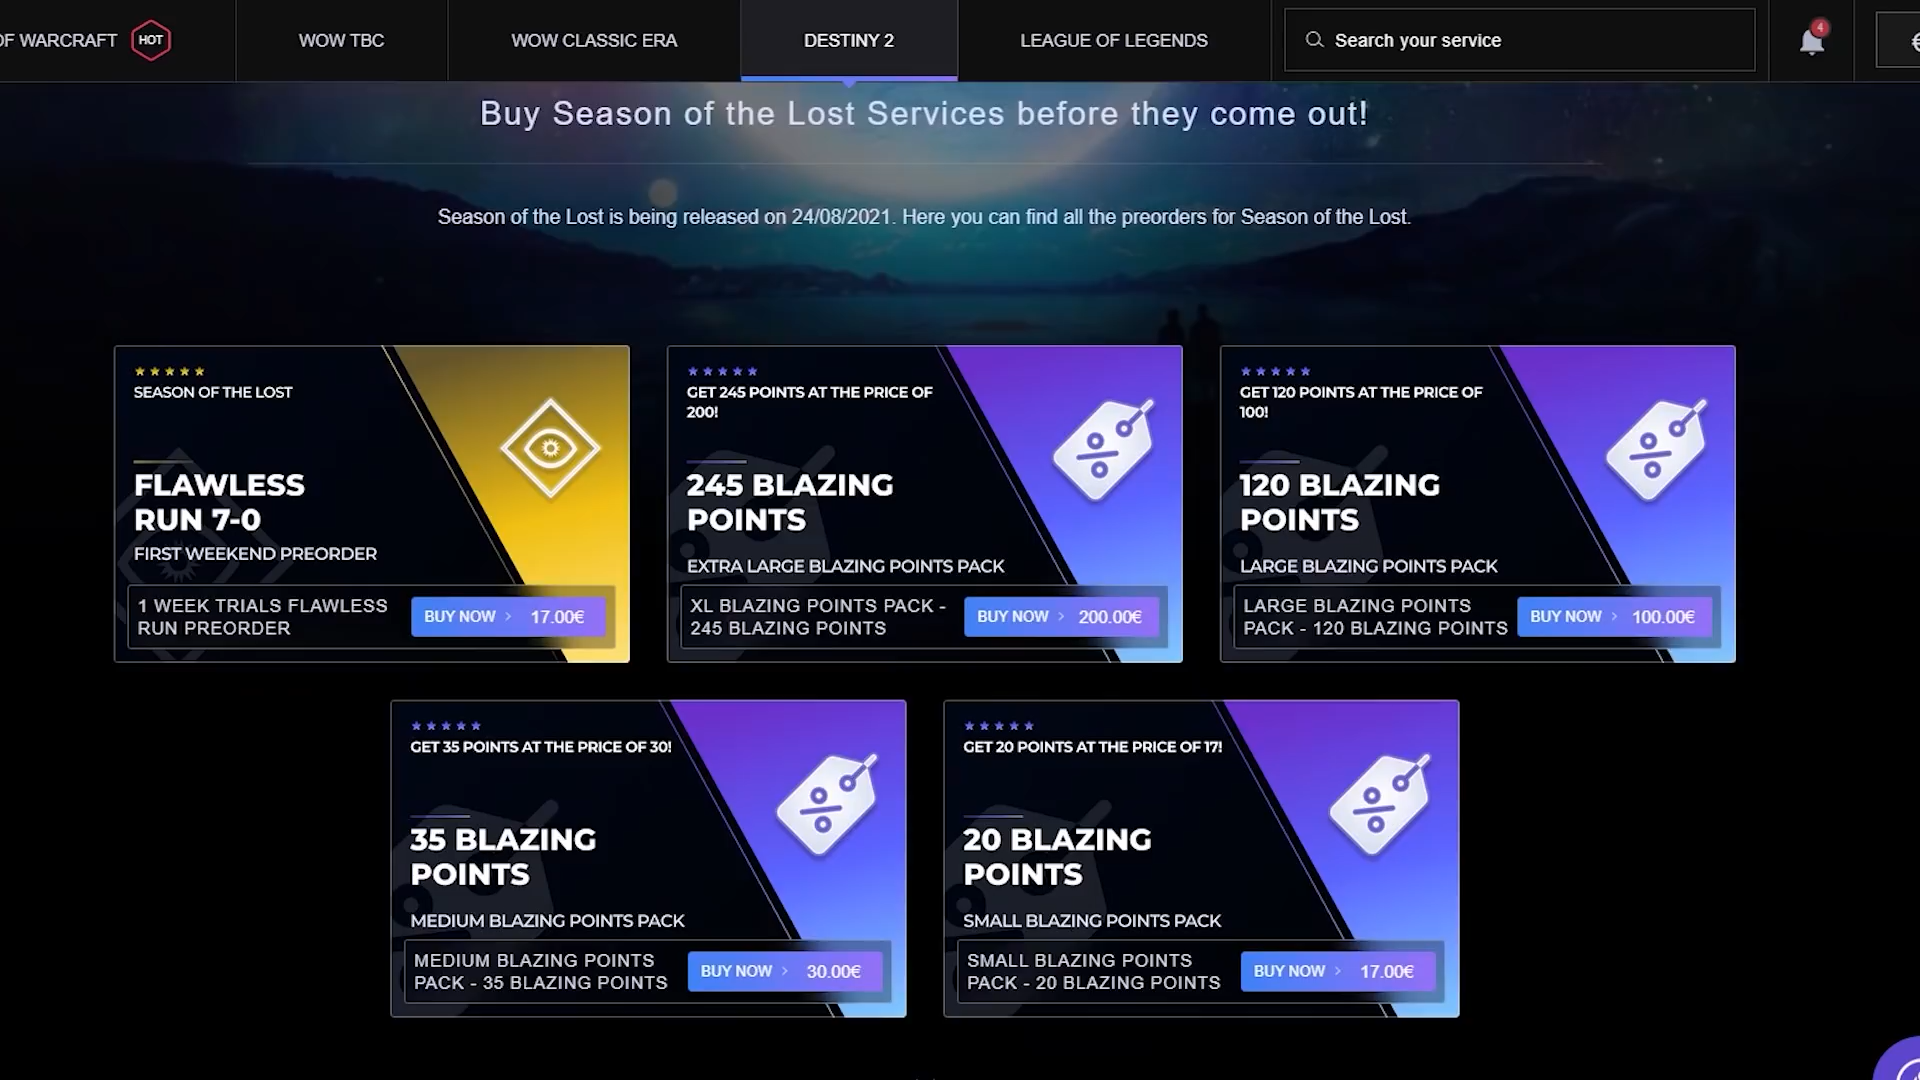 OF WARCRAFT HOT WOW TBC WOW CLASSIC ERA DESTINY 2 LEAGUE OF LEGENDS Search your service 4 €
Buy Season of the Lost Services before they come out!
Season of the Lost is being released on 24/08/2021. Here you can find all the preorders for Season of the Lost.
SEASON OF THE LOST
FLAWLESS
RUN 7-0
FIRST WEEKEND PREORDER
1 WEEK TRIALS FLAWLESS
RUN PREORDER
BUY NOW > 17.00€
GET 245 POINTS AT THE PRICE OF
200!
245 BLAZING
POINTS
EXTRA LARGE BLAZING POINTS PACK
XL BLAZING POINTS PACK -
245 BLAZING POINTS
BUY NOW > 200.00€
GET 120 POINTS AT THE PRICE OF
100!
120 BLAZING
POINTS
LARGE BLAZING POINTS PACK
LARGE BLAZING POINTS
PACK - 120 BLAZING POINTS
BUY NOW > 100.00€
GET 35 POINTS AT THE PRICE OF 30!
35 BLAZING
POINTS
MEDIUM BLAZING POINTS PACK
MEDIUM BLAZING POINTS
PACK - 35 BLAZING POINTS
BUY NOW > 30.00€
GET 20 POINTS AT THE PRICE OF 17!
20 BLAZING
POINTS
SMALL BLAZING POINTS PACK
SMALL BLAZING POINTS
PACK - 20 BLAZING POINTS
BUY NOW > 17.00€